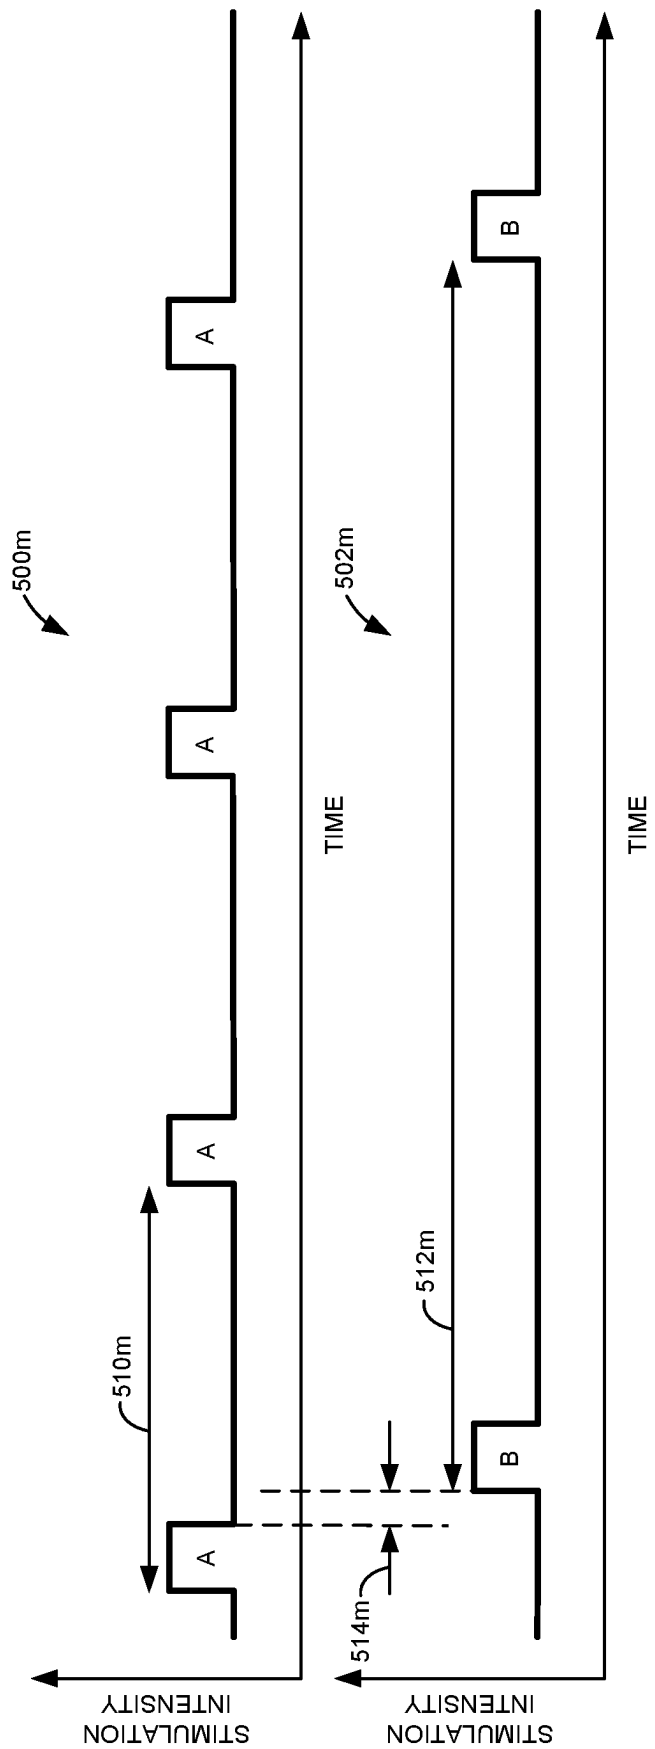 500m
A
A
A
A
510m
STIMULATION
INTENSITY
TIME
502m
B
B
512m
514m
STIMULATION
INTENSITY
TIME